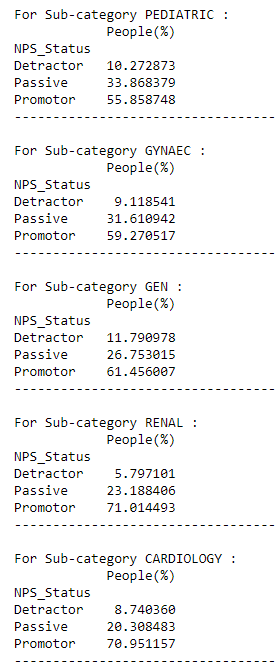 For Sub-category PEDIATRIC :
People(%)
NPS_Status
Detractor 10.272873
Passive 33.868379
Promotor 55.858748
----------------------------------
For Sub-category GYNAEC :
People(%)
NPS_Status
Detractor 9.118541
Passive 31.610942
Promotor 59.270517
----------------------------------
For Sub-category GEN :
People(%)
NPS_Status
Detractor 11.790978
Passive 26.753015
Promotor 61.456007
----------------------------------
For Sub-category RENAL :
People(%)
NPS_Status
Detractor 5.797101
Passive 23.188406
Promotor 71.014493
----------------------------------
For Sub-category CARDIOLOGY :
People(%)
NPS_Status
Detractor 8.740360
Passive 20.308483
Promotor 70.951157
----------------------------------